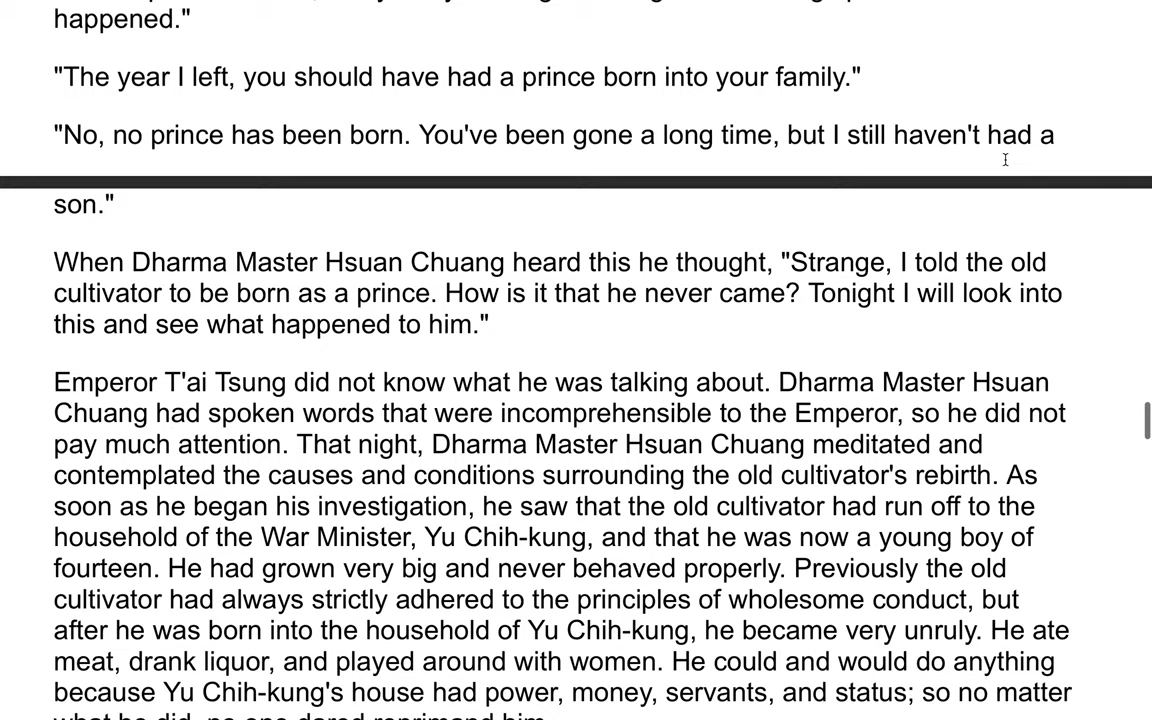 happened."
"The year I left, you should have had a prince born into your family."
"No, no prince has been born. You've been gone a long time, but I still haven't had a
son."
When Dharma Master Hsuan Chuang heard this he thought, "Strange, I told the old
cultivator to be born as a prince. How is it that he never came? Tonight I will look into
this and see what happened to him."
Emperor T'ai Tsung did not know what he was talking about. Dharma Master Hsuan
Chuang had spoken words that were incomprehensible to the Emperor, so he did not
pay much attention. That night, Dharma Master Hsuan Chuang meditated and
contemplated the causes and conditions surrounding the old cultivator's rebirth. As
soon as he began his investigation, he saw that the old cultivator had run off to the
household of the War Minister, Yu Chih-kung, and that he was now a young boy of
fourteen. He had grown very big and never behaved properly. Previously the old
cultivator had always strictly adhered to the principles of wholesome conduct, but
after he was born into the household of Yu Chih-kung, he became very unruly. He ate
meat, drank liquor, and played around with women. He could and would do anything
because Yu Chih-kung's house had power, money, servants, and status; so no matter
what he did, no one dared reprimand him.